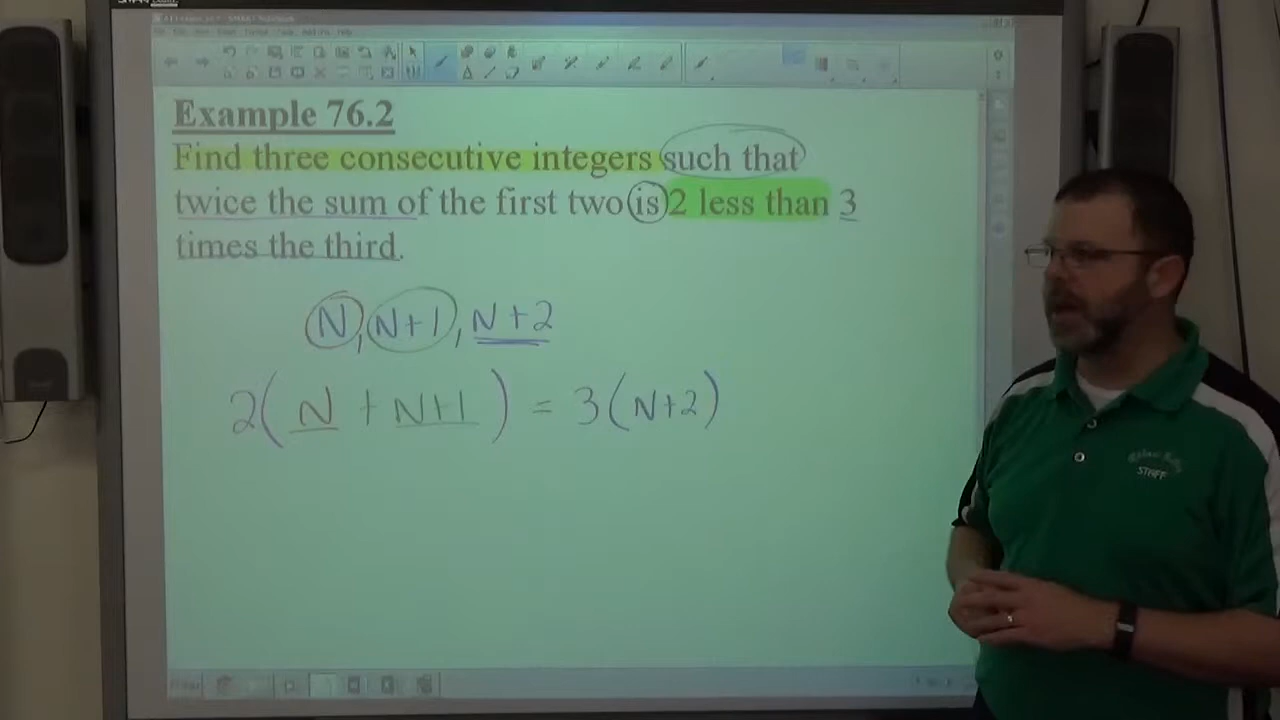 Example 76.2
Find three consecutive integers such that
twice the sum of the first two is 2 less than 3
times the third.
N, N+1, N+2
2( N + N+1 ) = 3(N+2)
STAFF